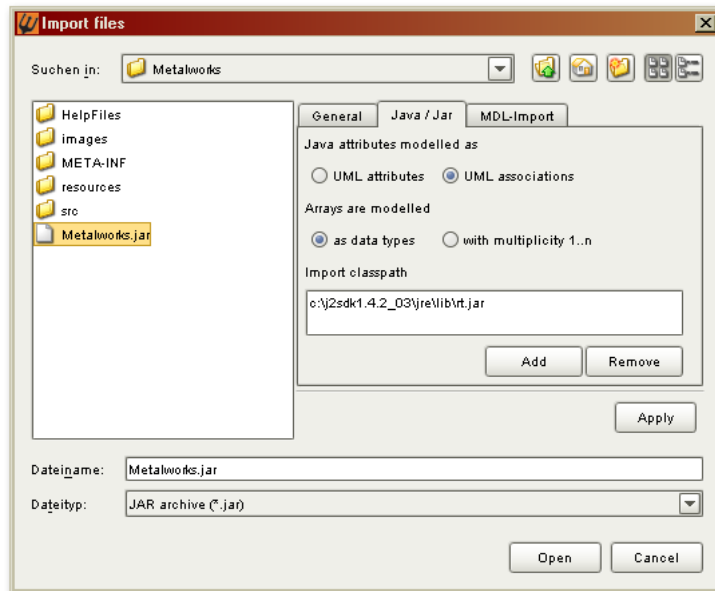 Import files
Suchen in: Metalworks
HelpFiles
images
META-INF
resources
src
Metalworks.jar
General Java / Jar MDL-Import
Java attributes modelled as
UML attributes UML associations
Arrays are modelled
as data types with multiplicity 1..n
Import classpath
c:\j2sdk1.4.2_03\jre\lib\rt.jar
Add Remove
Apply
Dateiname: Metalworks.jar
Dateityp: JAR archive (*.jar)
Open Cancel